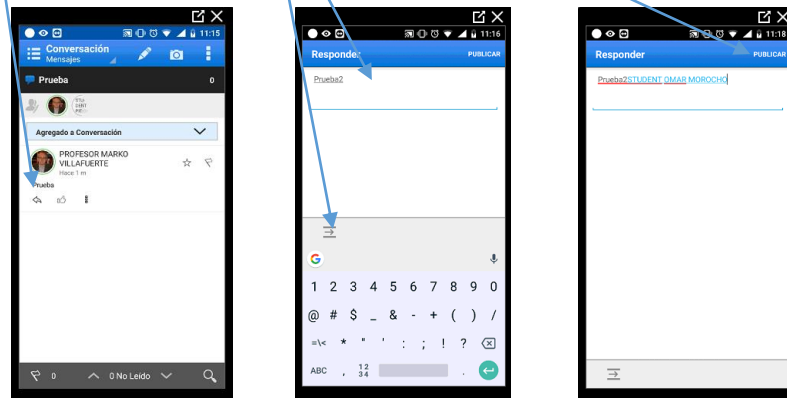 11:15
Conversación
Mensajes
Prueba 0
STU
DENT
Agregado a Conversación
PROFESOR MARKO
VILLAFUERTE
Hace 1 m
Prueba
0 0 No Leído
11:16
Responder PUBLICAR
Prueba2
G
1 2 3 4 5 6 7 8 9 0
@ # $ _ & - + ( ) /
=\< * " ' : ; ! ? 
ABC , 12 .
34
11:18
Responder PUBLICAR
Prueba2STUDENT OMAR MOROCHO